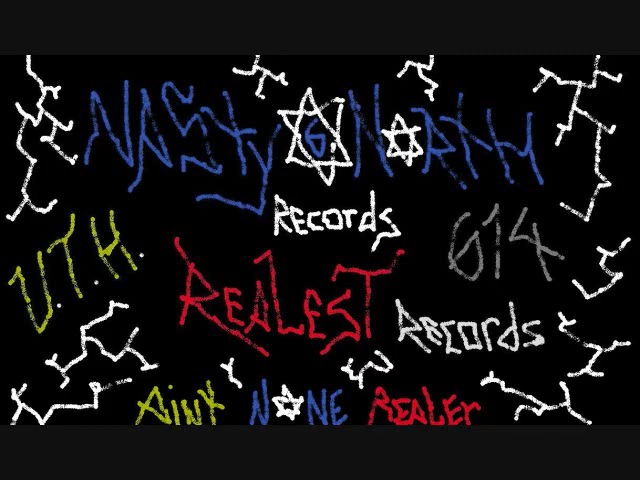 NASTy G. NORTH
RECOrdS
U.T.H. 614
REALEST
RECOrdS
AiNt NONE REALEr